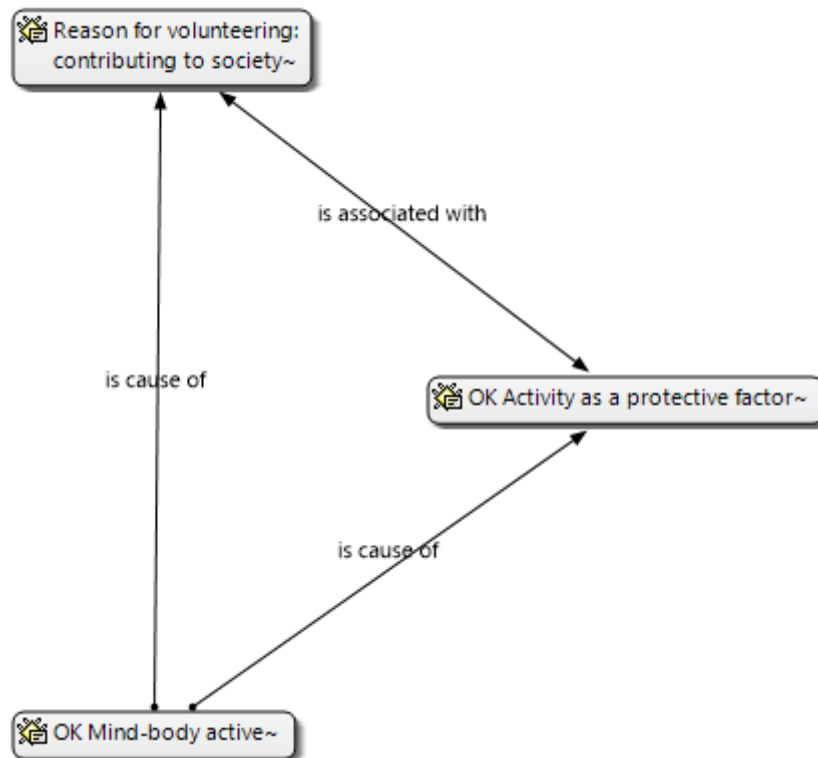 Reason for volunteering:
contributing to society~
is associated with
is cause of
OK Activity as a protective factor~
is cause of
OK Mind-body active~